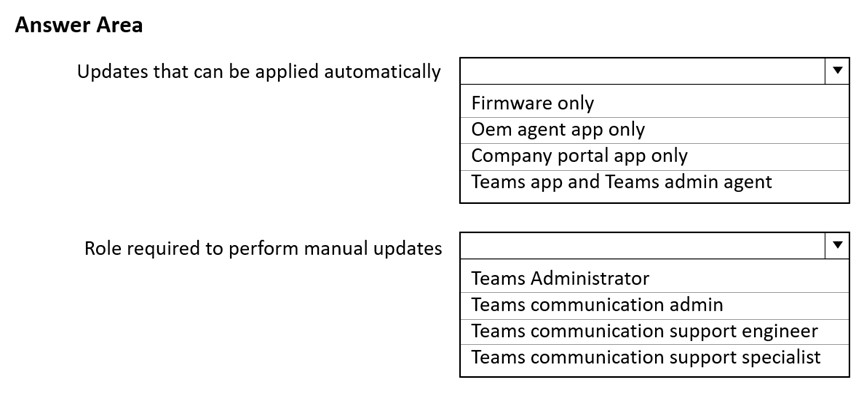 Answer Area
Updates that can be applied automatically
Firmware only
Oem agent app only
Company portal app only
Teams app and Teams admin agent
Role required to perform manual updates
Teams Administrator
Teams communication admin
Teams communication support engineer
Teams communication support specialist